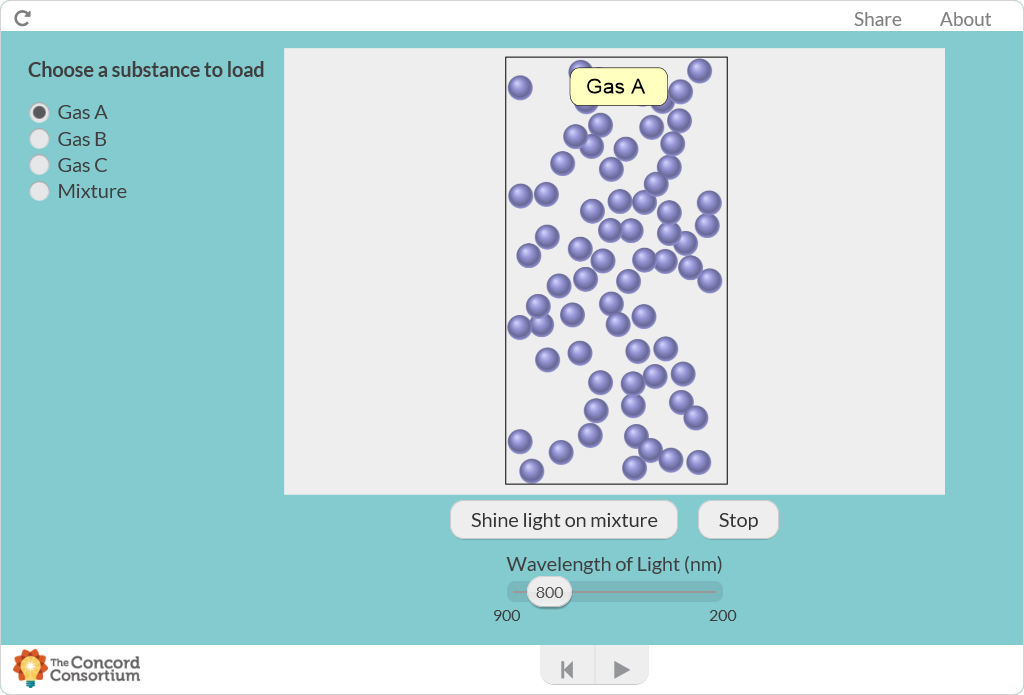 Share About
Choose a substance to load
Gas A
Gas B
Gas C
Mixture
Gas A
Shine light on mixture Stop
Wavelength of Light (nm)
800
900 200
The Concord
Consortium